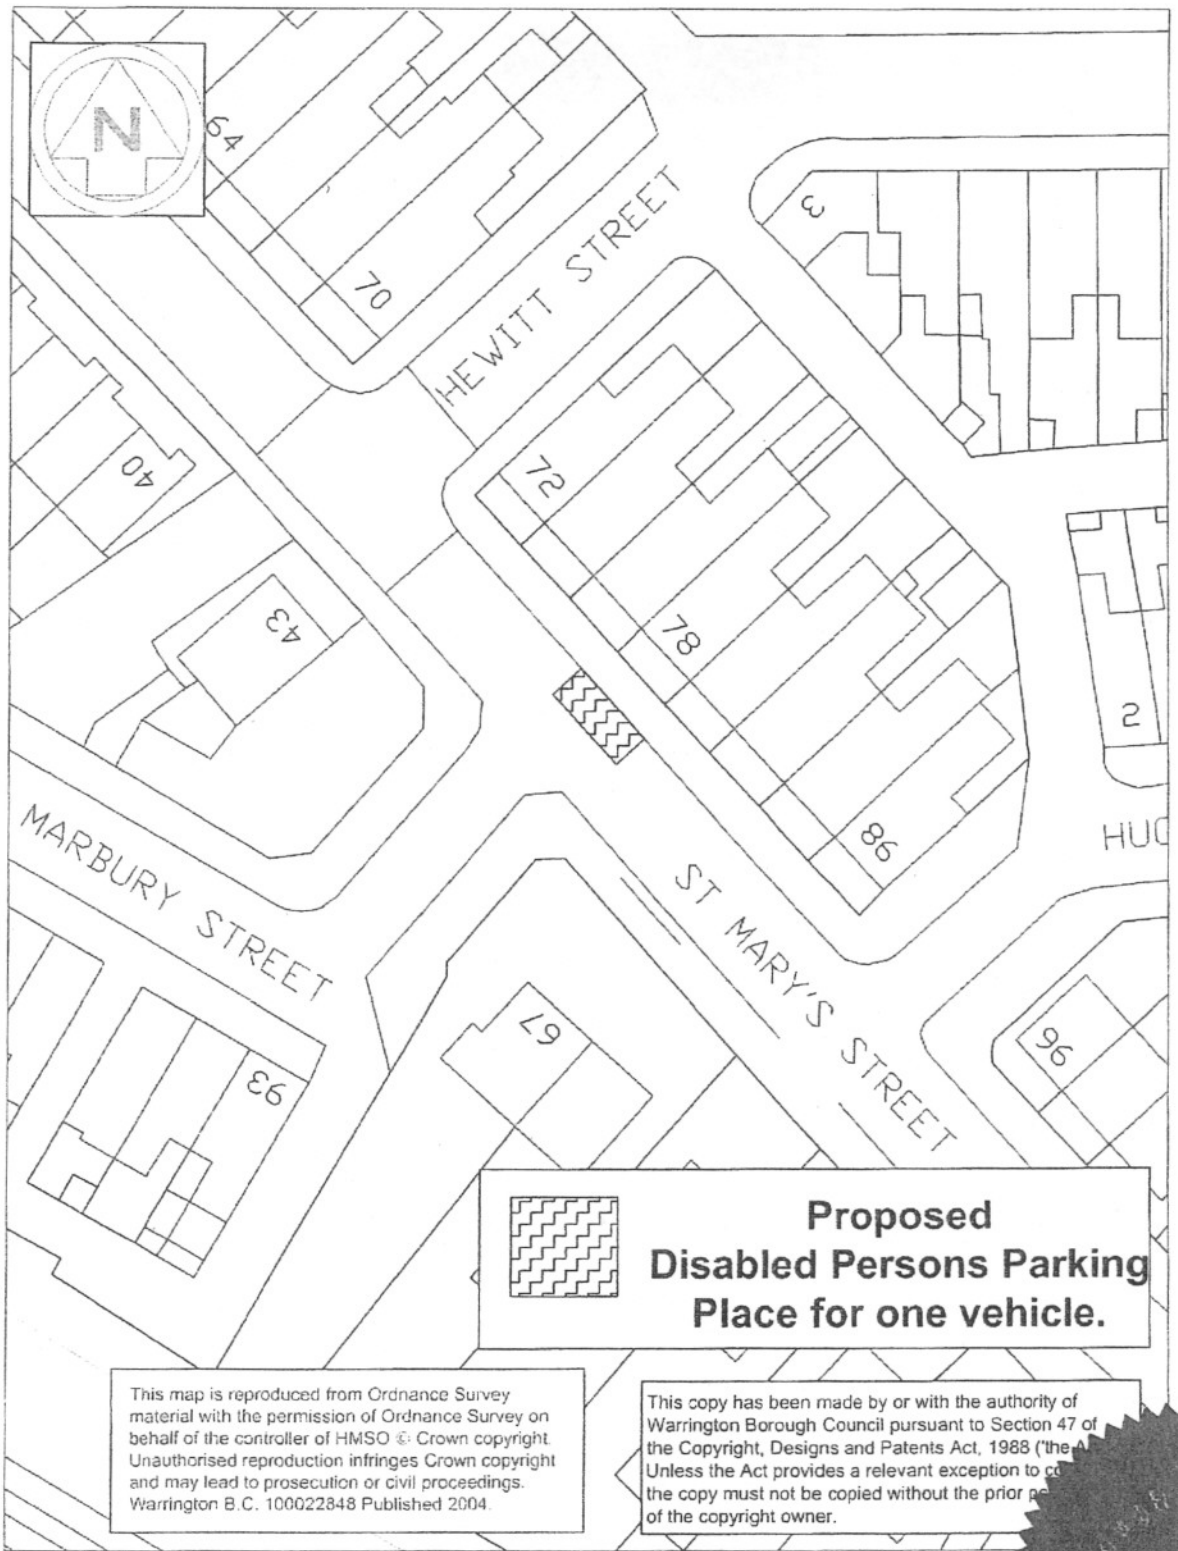 N
64
70
HEWITT STREET
3
40
72
43
78
2
86
MARBURY STREET
HUG
ST MARY'S STREET
67
96
93
Proposed
Disabled Persons Parking
Place for one vehicle.
This map is reproduced from Ordnance Survey
material with the permission of Ordnance Survey on
behalf of the controller of HMSO © Crown copyright.
Unauthorised reproduction infringes Crown copyright
and may lead to prosecution or civil proceedings.
Warrington B.C. 100022848 Published 2004.
This copy has been made by or with the authority of
Warrington Borough Council pursuant to Section 47 of
the Copyright, Designs and Patents Act, 1988 ('the A
Unless the Act provides a relevant exception to co
the copy must not be copied without the prior pe
of the copyright owner.